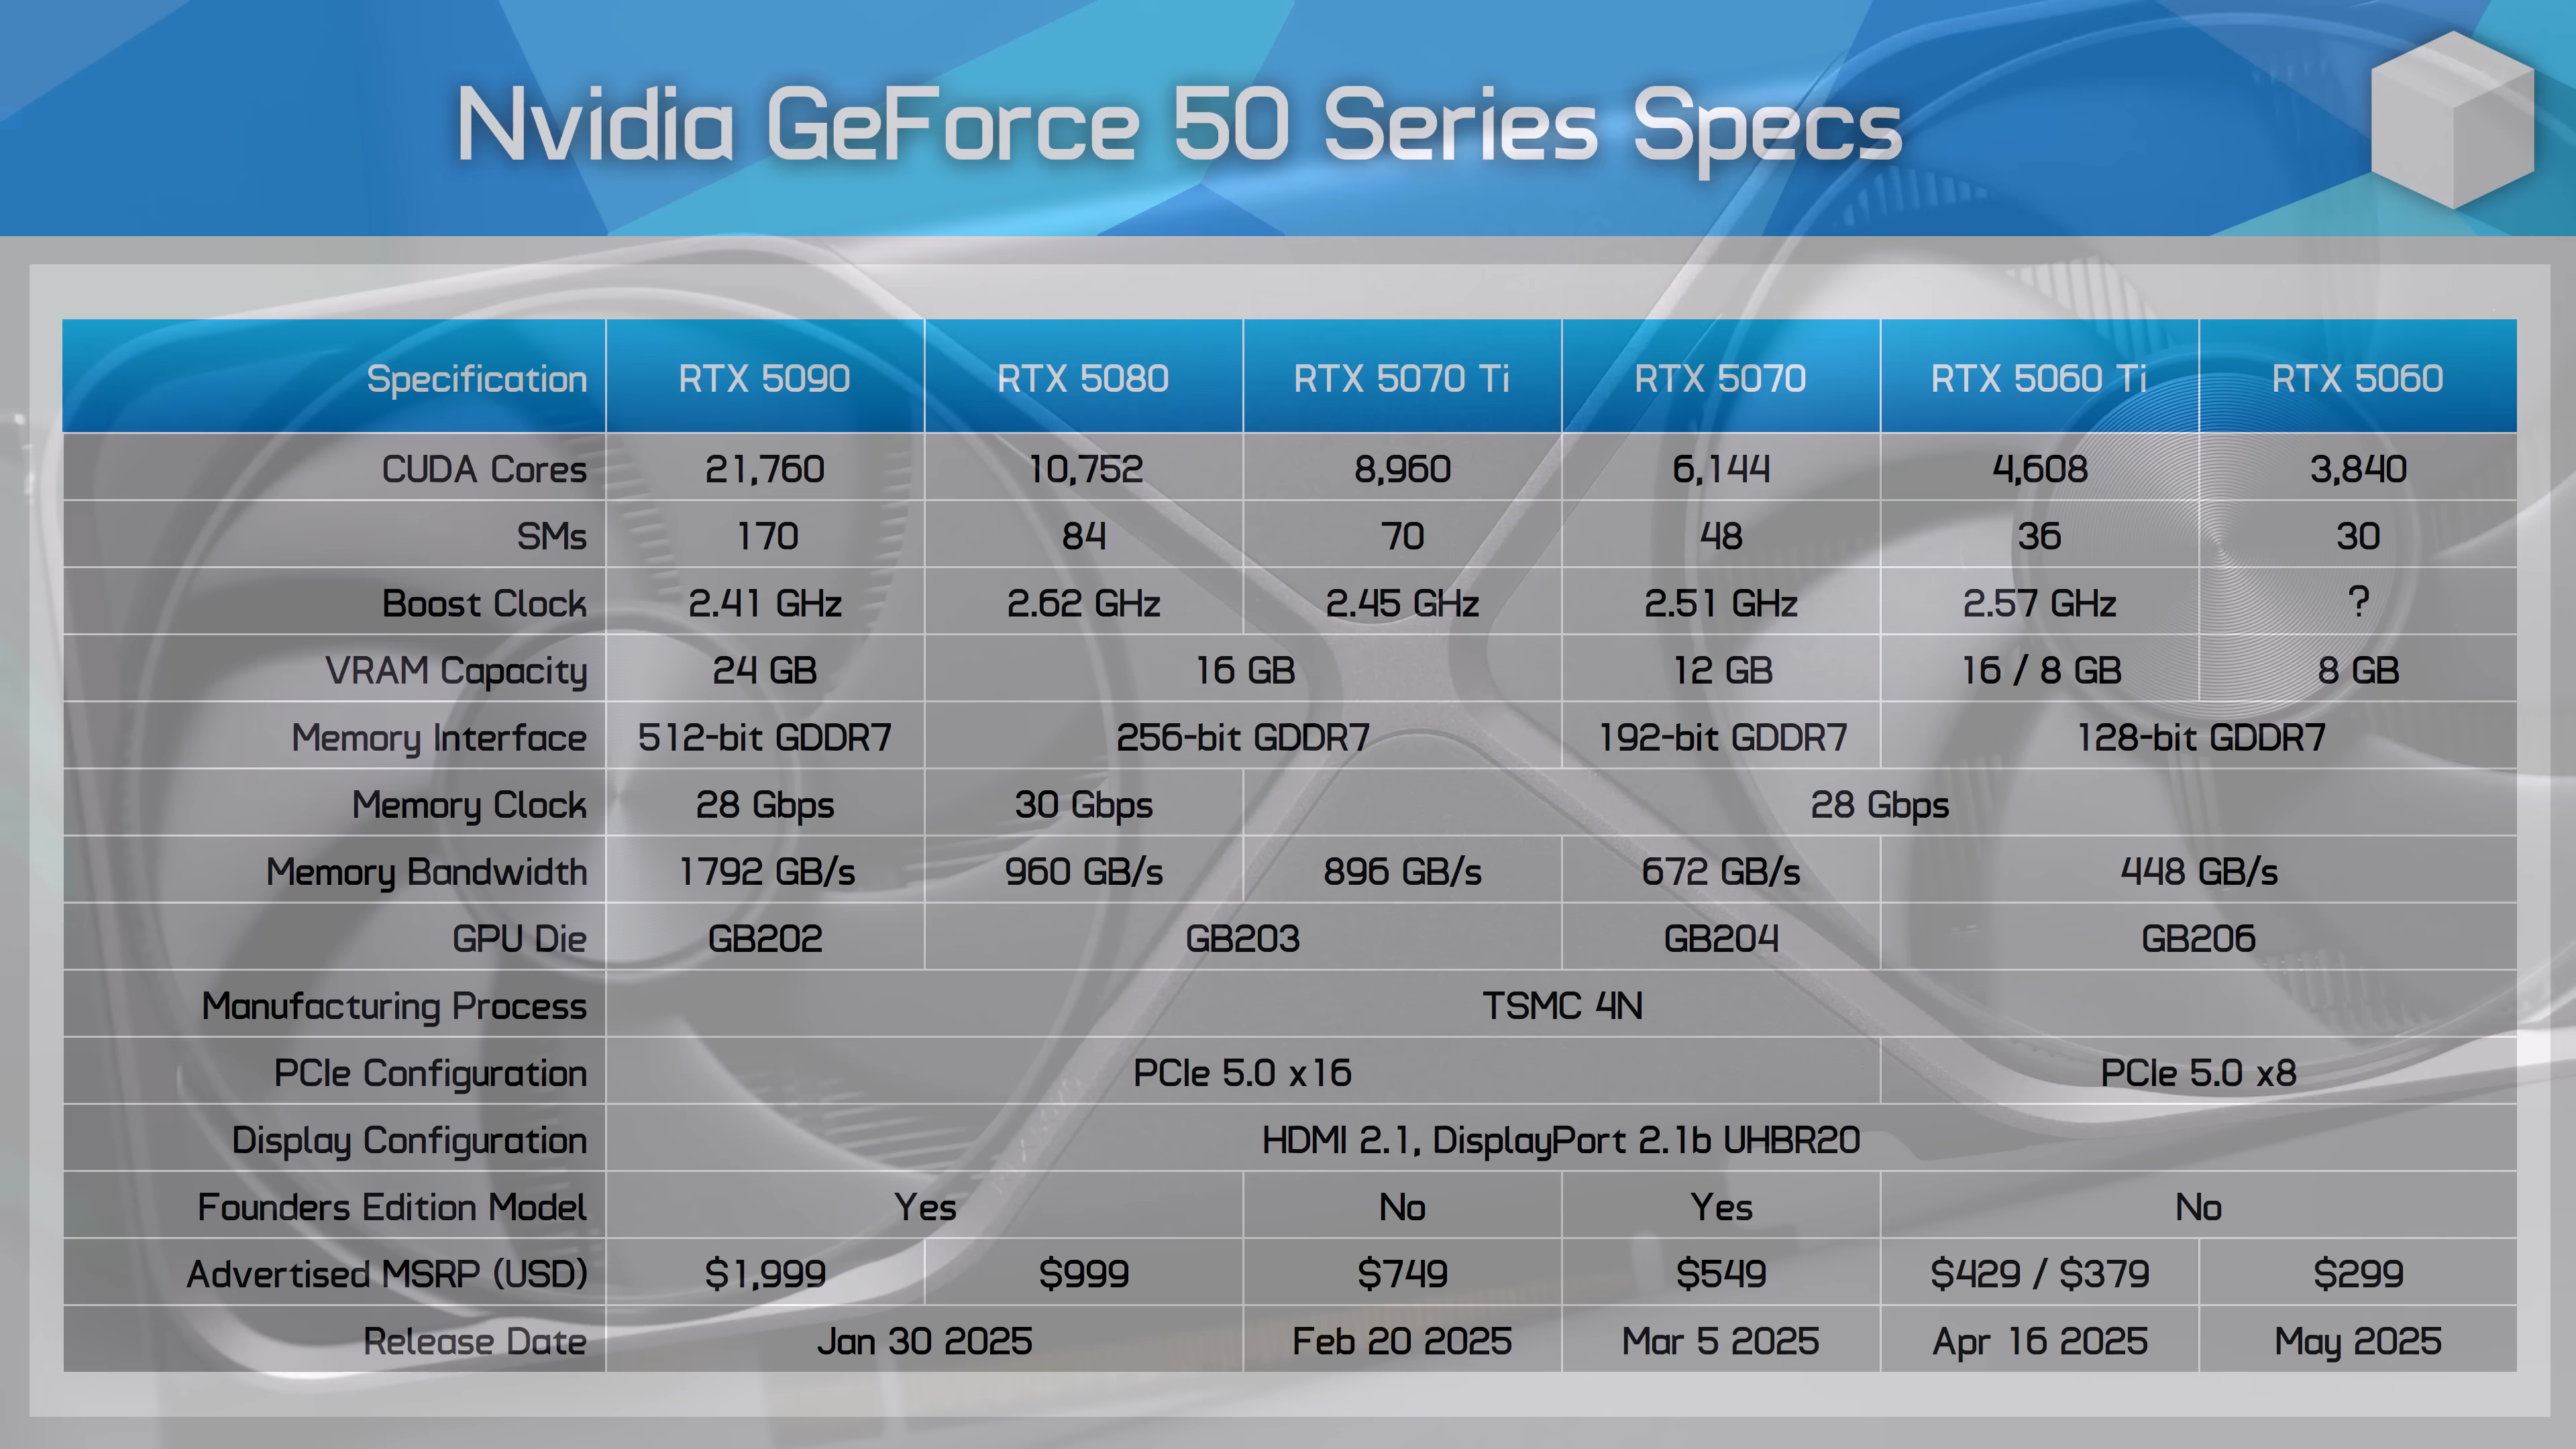 Nvidia GeForce 50 Series Specs
Specification RTX 5090 RTX 5080 RTX 5070 Ti RTX 5070 RTX 5060 Ti RTX 5060
CUDA Cores 21,760 10,752 8,960 6,144 4,608 3,840
SMs 170 84 70 48 36 30
Boost Clock 2.41 GHz 2.62 GHz 2.45 GHz 2.51 GHz 2.57 GHz ?
VRAM Capacity 24 GB 16 GB 12 GB 16 / 8 GB 8 GB
Memory Interface 512-bit GDDR7 256-bit GDDR7 192-bit GDDR7 128-bit GDDR7
Memory Clock 28 Gbps 30 Gbps 28 Gbps
Memory Bandwidth 1792 GB/s 960 GB/s 896 GB/s 672 GB/s 448 GB/s
GPU Die GB202 GB203 GB204 GB206
Manufacturing Process TSMC 4N
PCIe Configuration PCIe 5.0 x16 PCIe 5.0 x8
Display Configuration HDMI 2.1, DisplayPort 2.1b UHBR20
Founders Edition Model Yes No Yes No
Advertised MSRP (USD) $1,999 $999 $749 $549 $429 / $379 $299
Release Date Jan 30 2025 Feb 20 2025 Mar 5 2025 Apr 16 2025 May 2025